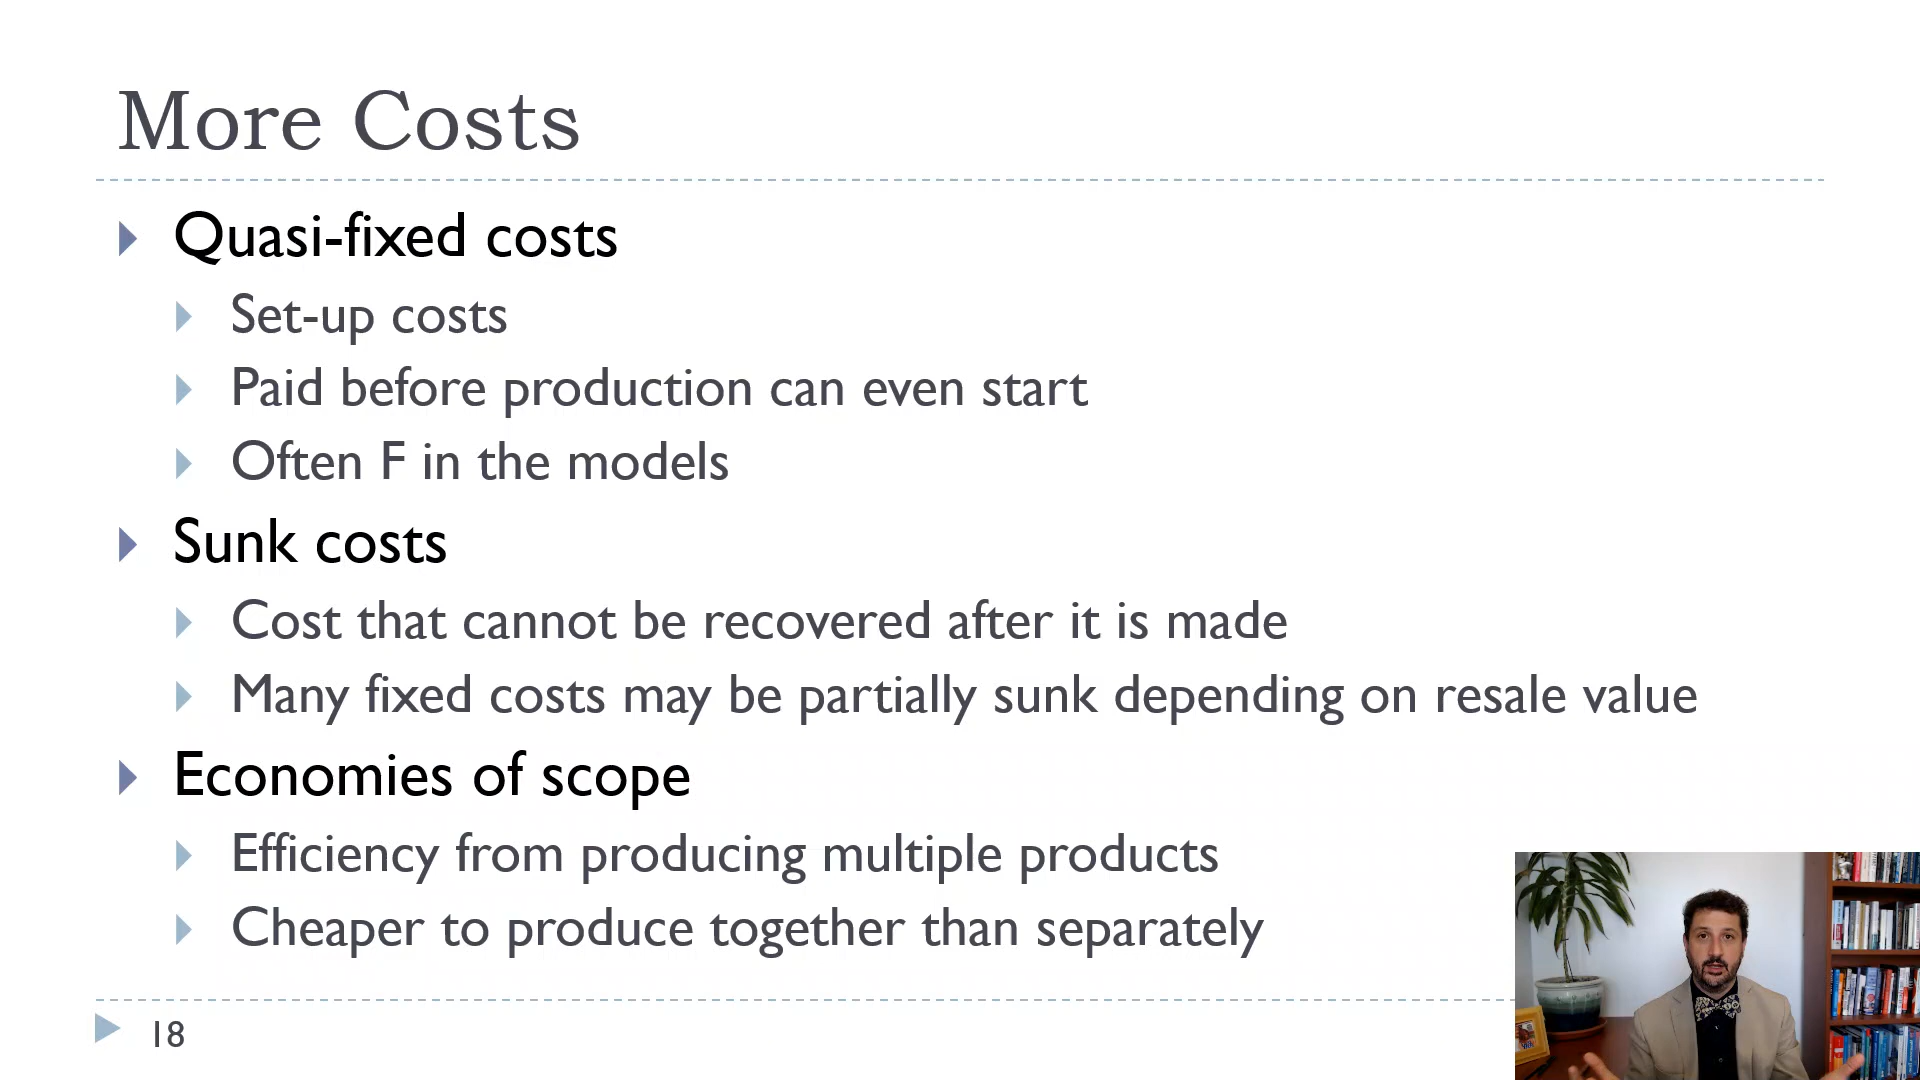 More Costs
Quasi-fixed costs
Set-up costs
Paid before production can even start
Often F in the models
Sunk costs
Cost that cannot be recovered after it is made
Many fixed costs may be partially sunk depending on resale value
Economies of scope
Efficiency from producing multiple products
Cheaper to produce together than separately
18